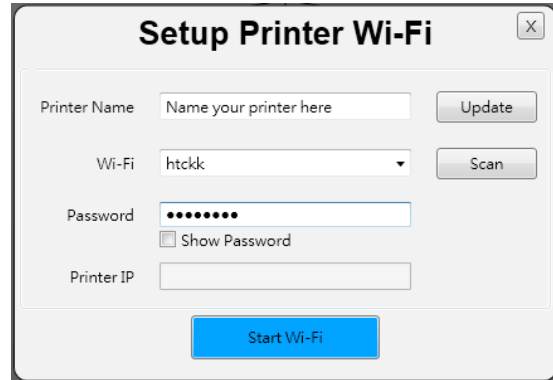 Setup Printer Wi-Fi
X
Printer Name
Name your printer here
Update
Wi-Fi
htckk
Scan
Password
●●●●●●●●
Show Password
Printer IP
Start Wi-Fi